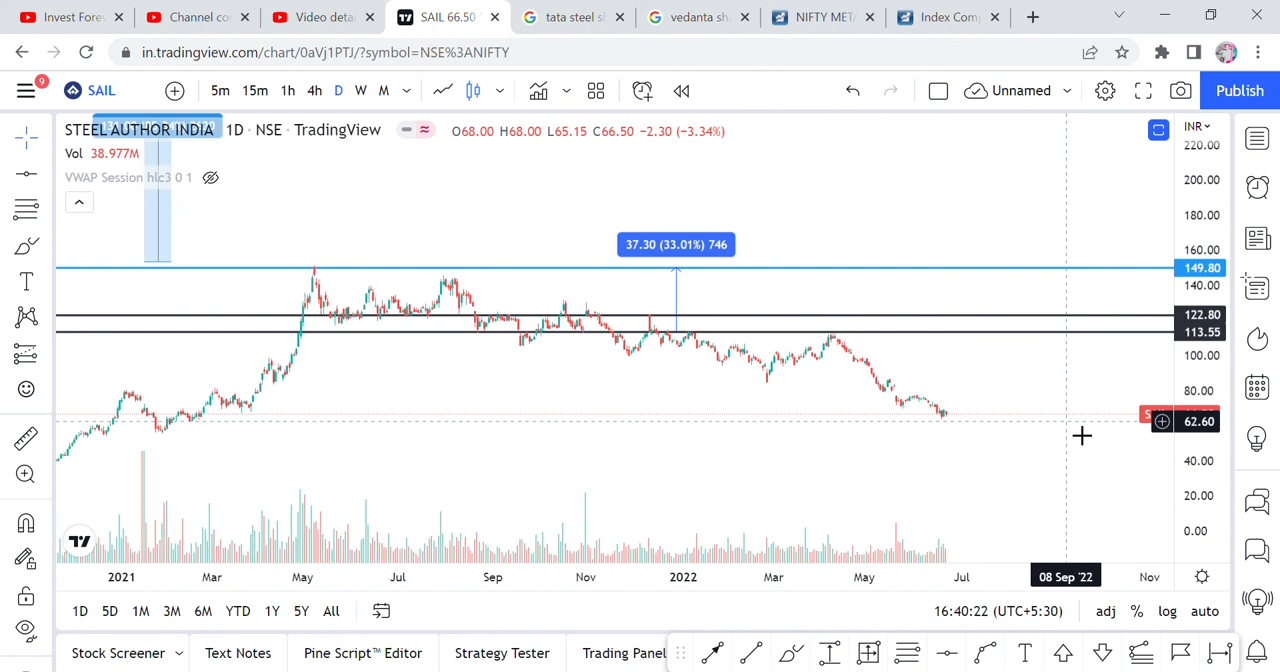 Invest Fore
Channel co
Video detai
SAIL 66.50
tata steel sh
vedanta sha
NIFTY META
Index Comp
in.tradingview.com/chart/0aVj1PTJ/?symbol=NSE%3ANIFTY
9
SAIL
5m 15m 1h 4h D W M
Unnamed
Publish
STEEL AUTHOR INDIA 1D · NSE · TradingView
O68.00 H68.00 L65.15 C66.50 −2.30 (−3.34%)
INR
Vol 38.977M
VWAP Session hlc3 0 1
220.00
200.00
180.00
160.00
37.30 (33.01%) 746
149.80
140.00
122.80
113.55
100.00
80.00
62.60
40.00
20.00
0.00
2021 Mar May Jul Sep Nov 2022 Mar May Jul 08 Sep '22 Nov
1D 5D 1M 3M 6M YTD 1Y 5Y All
16:40:22 (UTC+5:30) adj % log auto
Stock Screener Text Notes Pine Script™ Editor Strategy Tester Trading Panel